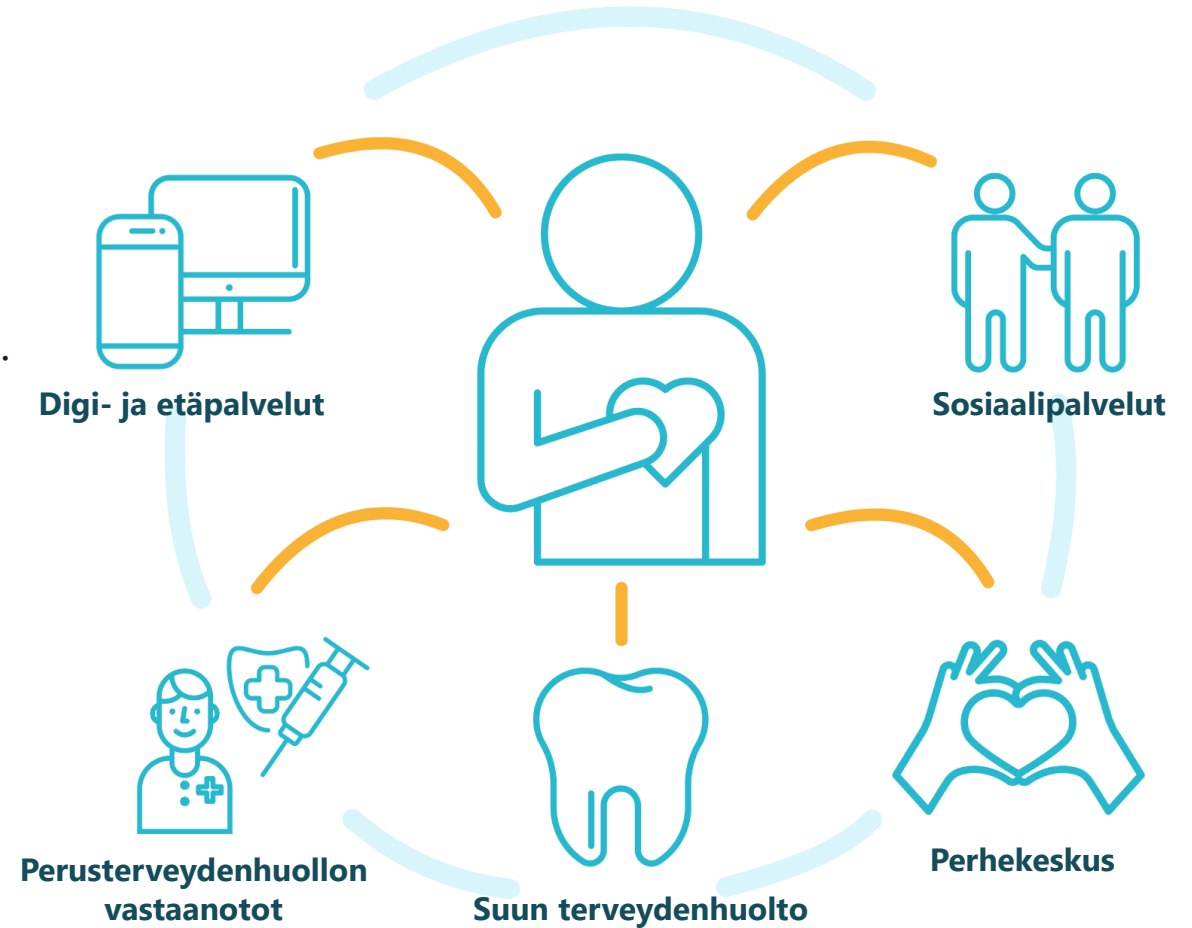 .
Digi- ja etäpalvelut
Sosiaalipalvelut
Perusterveydenhuollon
vastaanotot
Suun terveydenhuolto
Perhekeskus